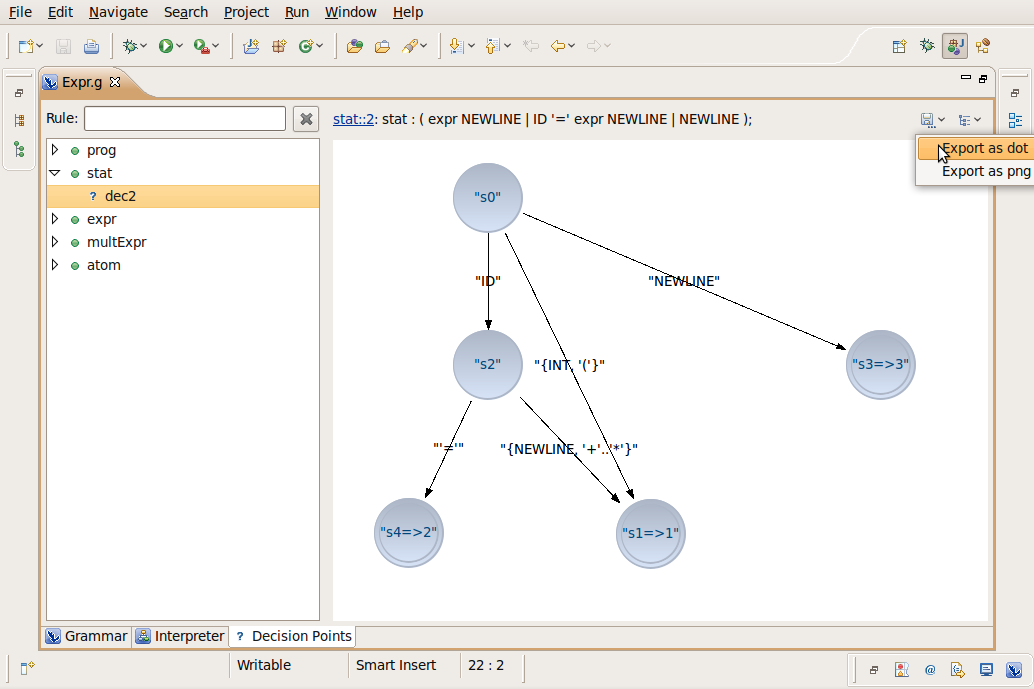 File Edit Navigate Search Project Run Window Help
Expr.g
Rule: stat::2: stat : ( expr NEWLINE | ID '=' expr NEWLINE | NEWLINE );
Export as dot
Export as png
prog
stat
? dec2
expr
multExpr
atom
"s0"
"ID"
"NEWLINE"
"s2"
"{INT, '('}"
"s3=>3"
"'='"
"{NEWLINE, '+'..'*'}"
"s4=>2"
"s1=>1"
Grammar Interpreter ? Decision Points
Writable Smart Insert 22 : 2